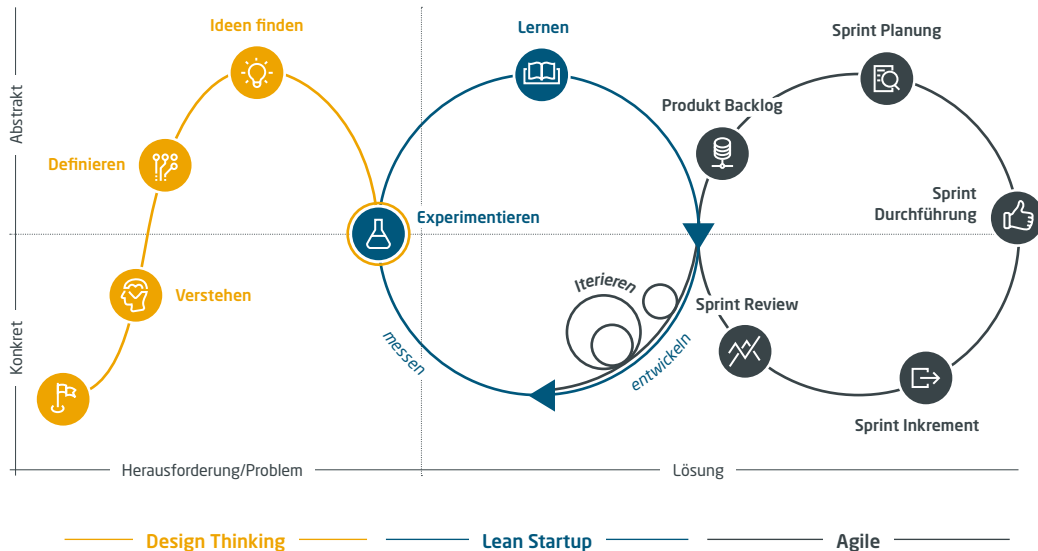 Ideen finden
Lernen
Sprint Planung
Abstrakt
Produkt Backlog
Definieren
Sprint
Durchführung
Experimentieren
Verstehen
Iterieren
Sprint Review
Konkret
messen
entwickeln
Sprint Inkrement
Herausforderung/Problem
Lösung
Design Thinking
Lean Startup
Agile